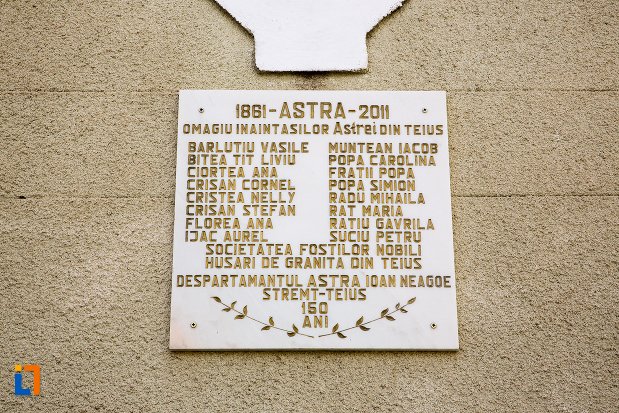 1861-ASTRA-2011
OMAGIU INAINTASILOR Astrei DIN TEIUS
BARLUTIU VASILE MUNTEAN IACOB
BITEA TIT LIVIU POPA CAROLINA
CIORTEA ANA FRATII POPA
CRISAN CORNEL POPA SIMION
CRISTEA NELLY RADU MIHAILA
CRISAN STEFAN RAT MARIA
FLOREA ANA RATIU GAVRILA
IJAC AUREL SUCIU PETRU
SOCIETATEA FOSTILOR NOBILI
HUSARI DE GRANITA DIN TEIUS
DESPARTAMANTUL ASTRA IOAN NEAGOE
STREMT-TEIUS
150
ANI